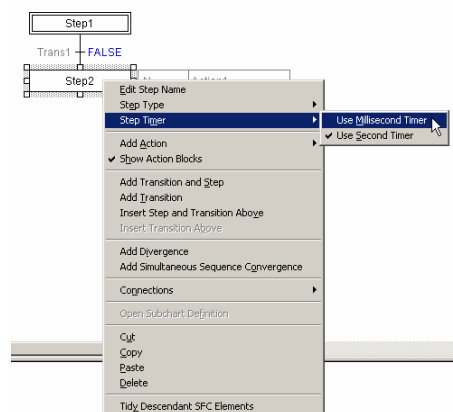 Step1
Trans1 FALSE
Step2
Edit Step Name
Step Type
Step Timer
Use Millisecond Timer
Use Second Timer
Add Action
Show Action Blocks
Add Transition and Step
Add Transition
Insert Step and Transition Above
Insert Transition Above
Add Divergence
Add Simultaneous Sequence Convergence
Connections
Open Subchart Definition
Cut
Copy
Paste
Delete
Tidy Descendant SFC Elements